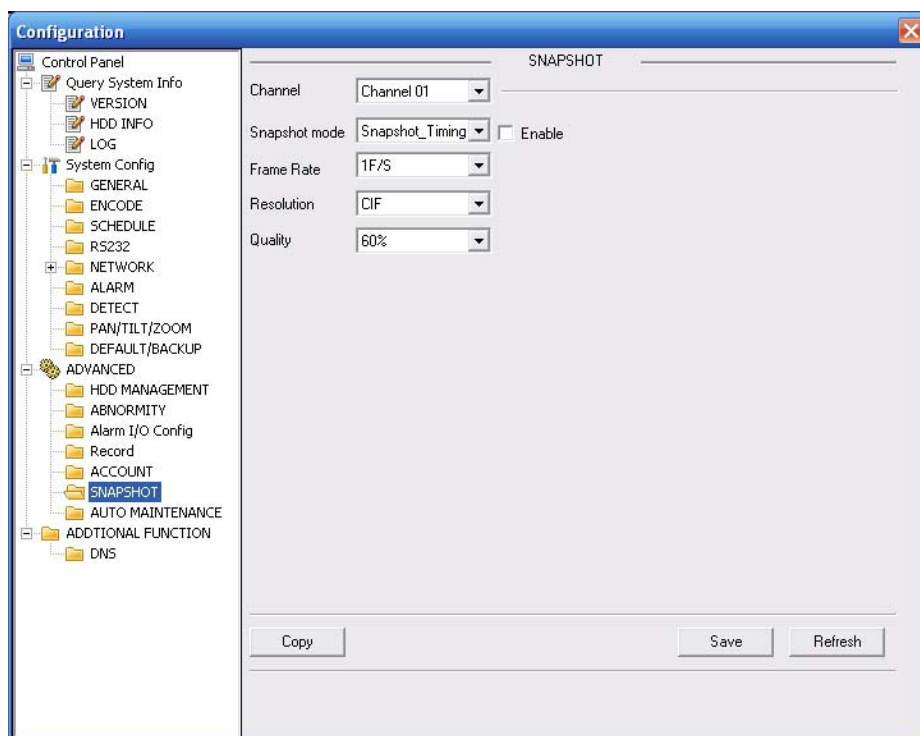 Configuration
Control Panel
Query System Info
VERSION
HDD INFO
LOG
System Config
GENERAL
ENCODE
SCHEDULE
RS232
NETWORK
ALARM
DETECT
PAN/TILT/ZOOM
DEFAULT/BACKUP
ADVANCED
HDD MANAGEMENT
ABNORMITY
Alarm I/O Config
Record
ACCOUNT
SNAPSHOT
AUTO MAINTENANCE
ADDTIONAL FUNCTION
DNS
SNAPSHOT
Channel Channel 01
Snapshot mode Snapshot_Timing Enable
Frame Rate 1F/S
Resolution CIF
Quality 60%
Copy Save Refresh